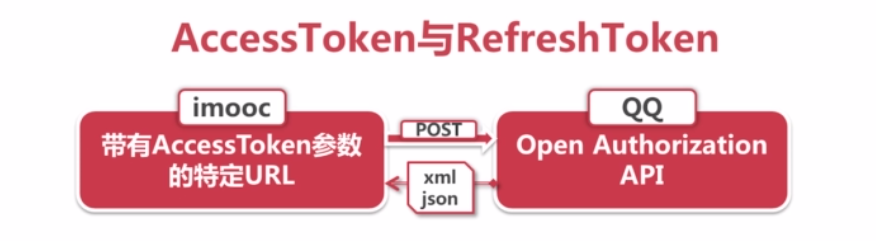 AccessToken与RefreshToken
imooc
带有AccessToken参数
的特定URL
POST
xml
json
QQ
Open Authorization
API